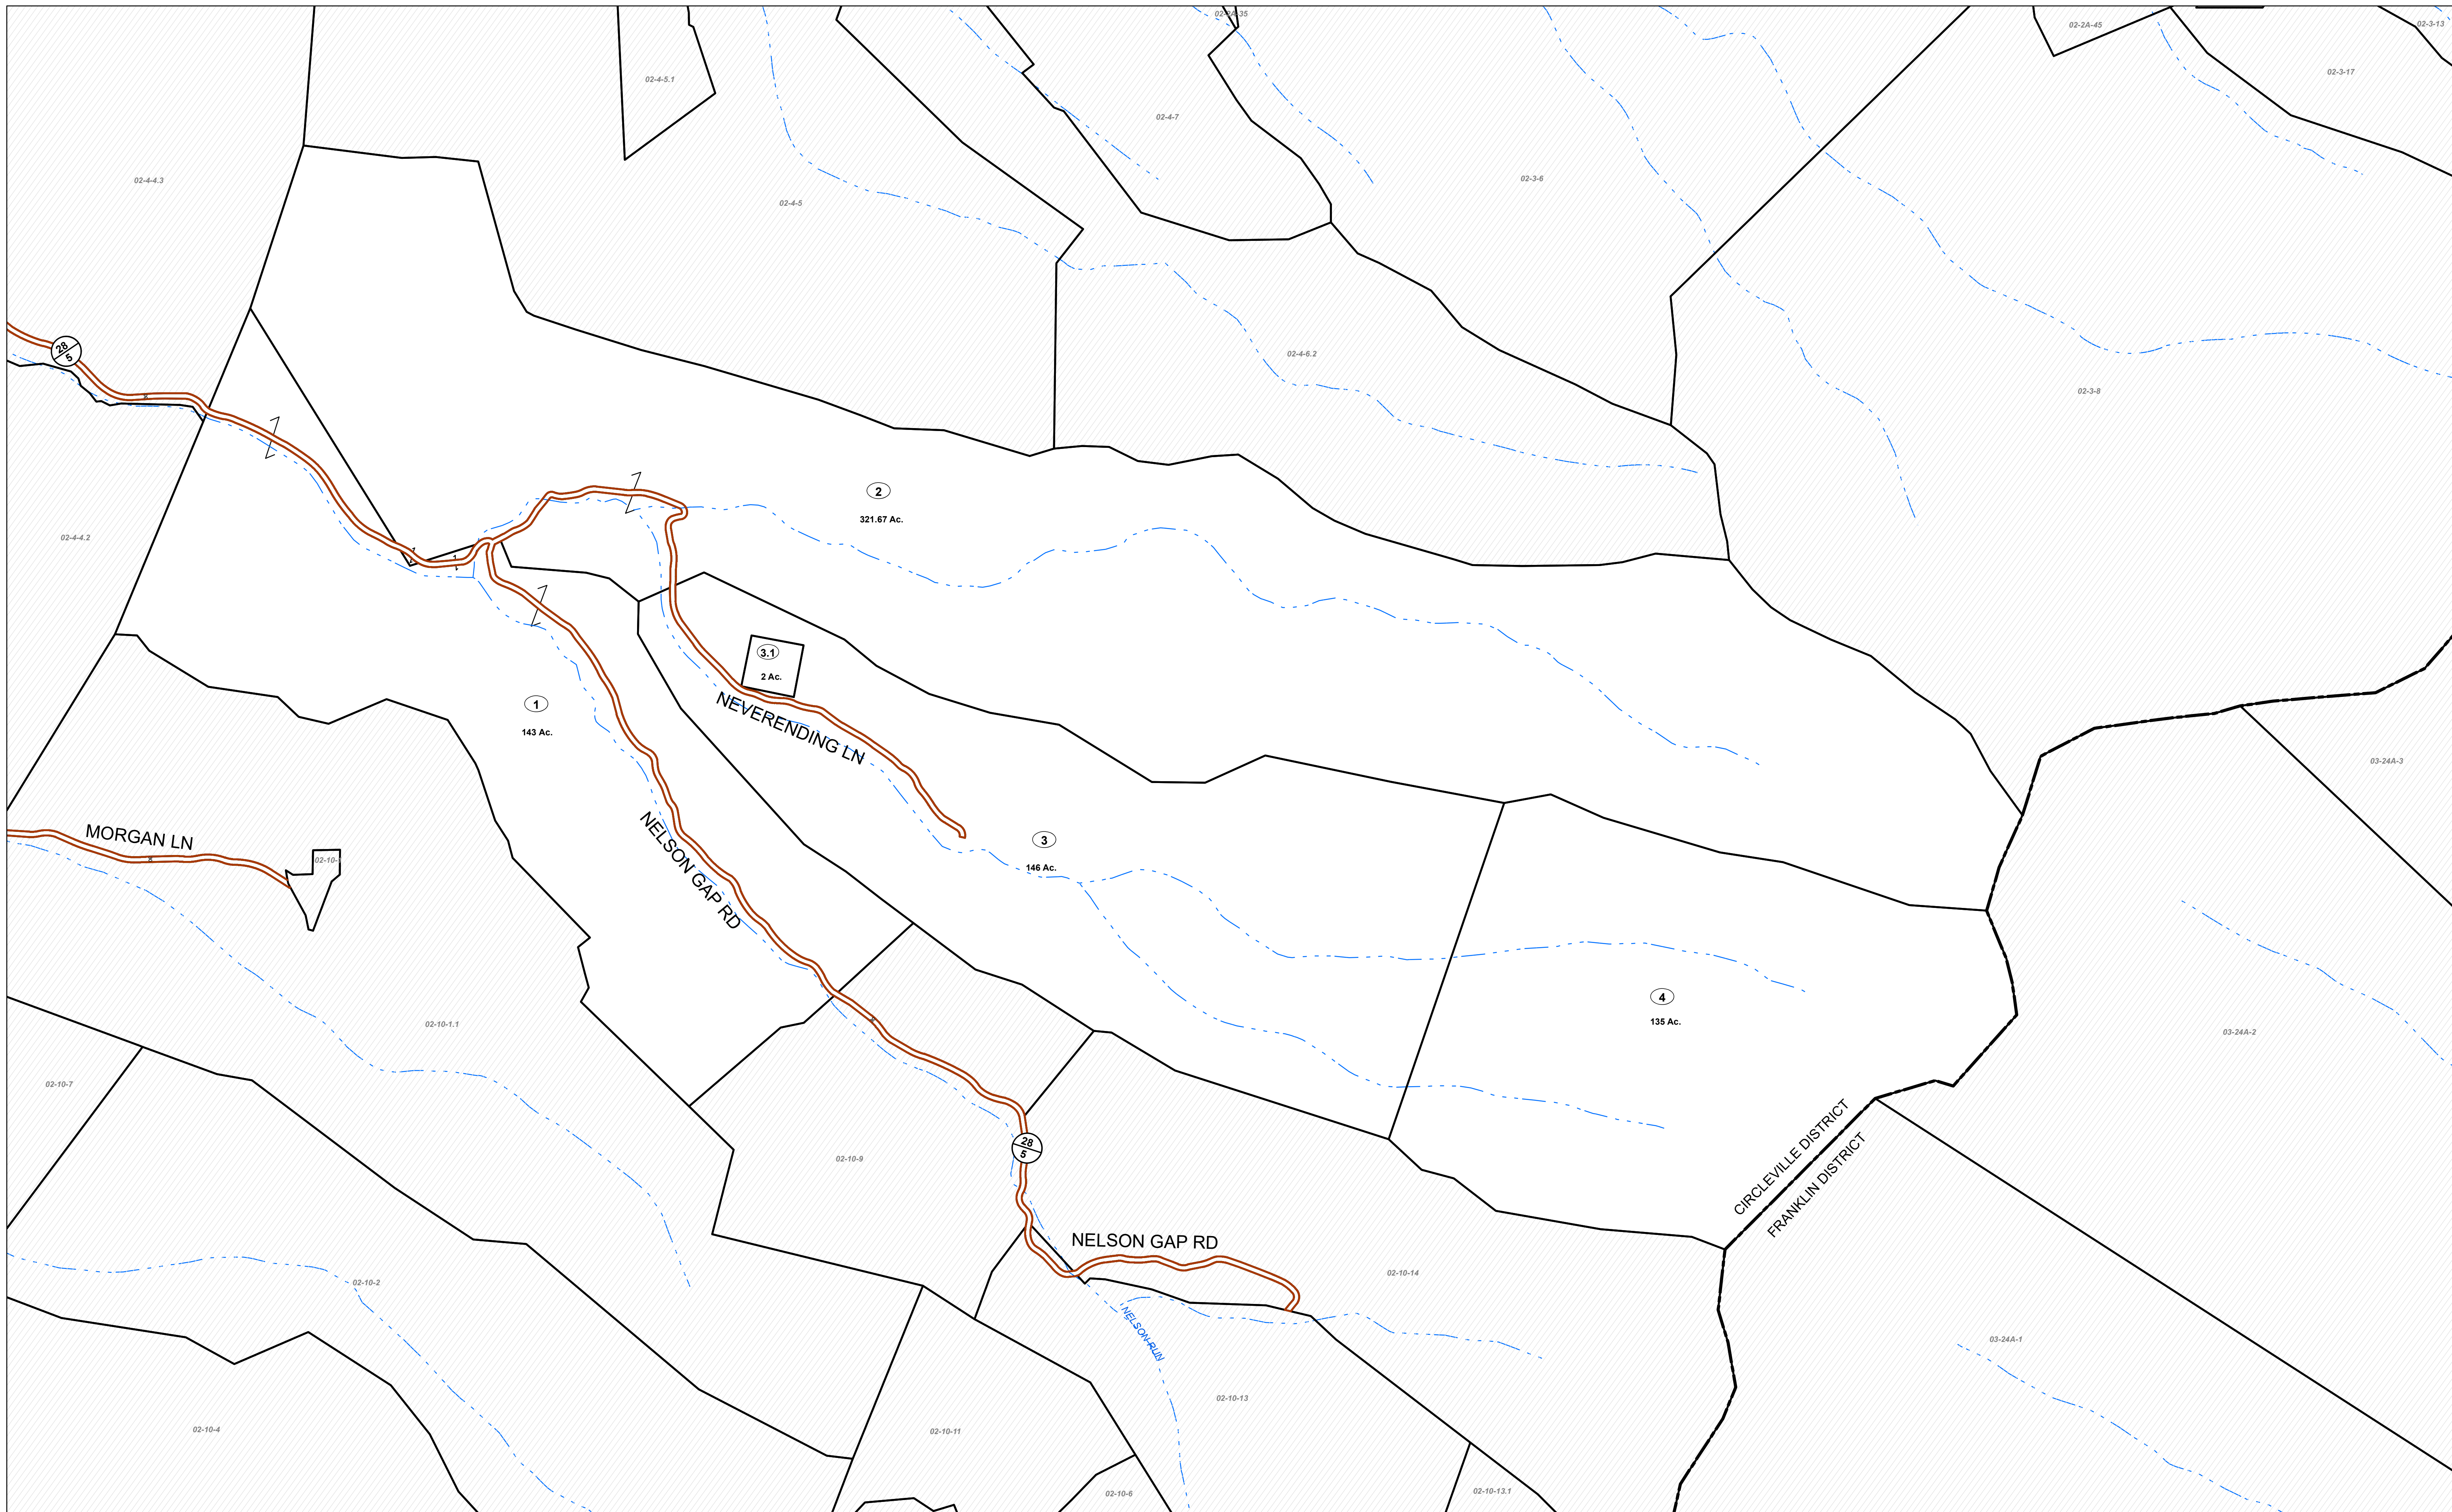 02-2A-35
02-2A-45
02-3-13
02-4-5.1
02-3-17
02-4-7
02-4-4.3
02-3-6
02-4-5
28
5
02-4-6.2
02-3-8
2
321.67 Ac.
02-4-4.2
3.1
2 Ac.
1
143 Ac.
NEVERENDING LN
03-24A-3
MORGAN LN
NELSON GAP RD
3
146 Ac.
4
135 Ac.
02-10-1.1
03-24A-2
02-10-7
CIRCLEVILLE DISTRICT
FRANKLIN DISTRICT
28
5
02-10-9
NELSON GAP RD
02-10-14
02-10-2
NELSON RUN
03-24A-1
02-10-13
02-10-4
02-10-11
02-10-6
02-10-13.1